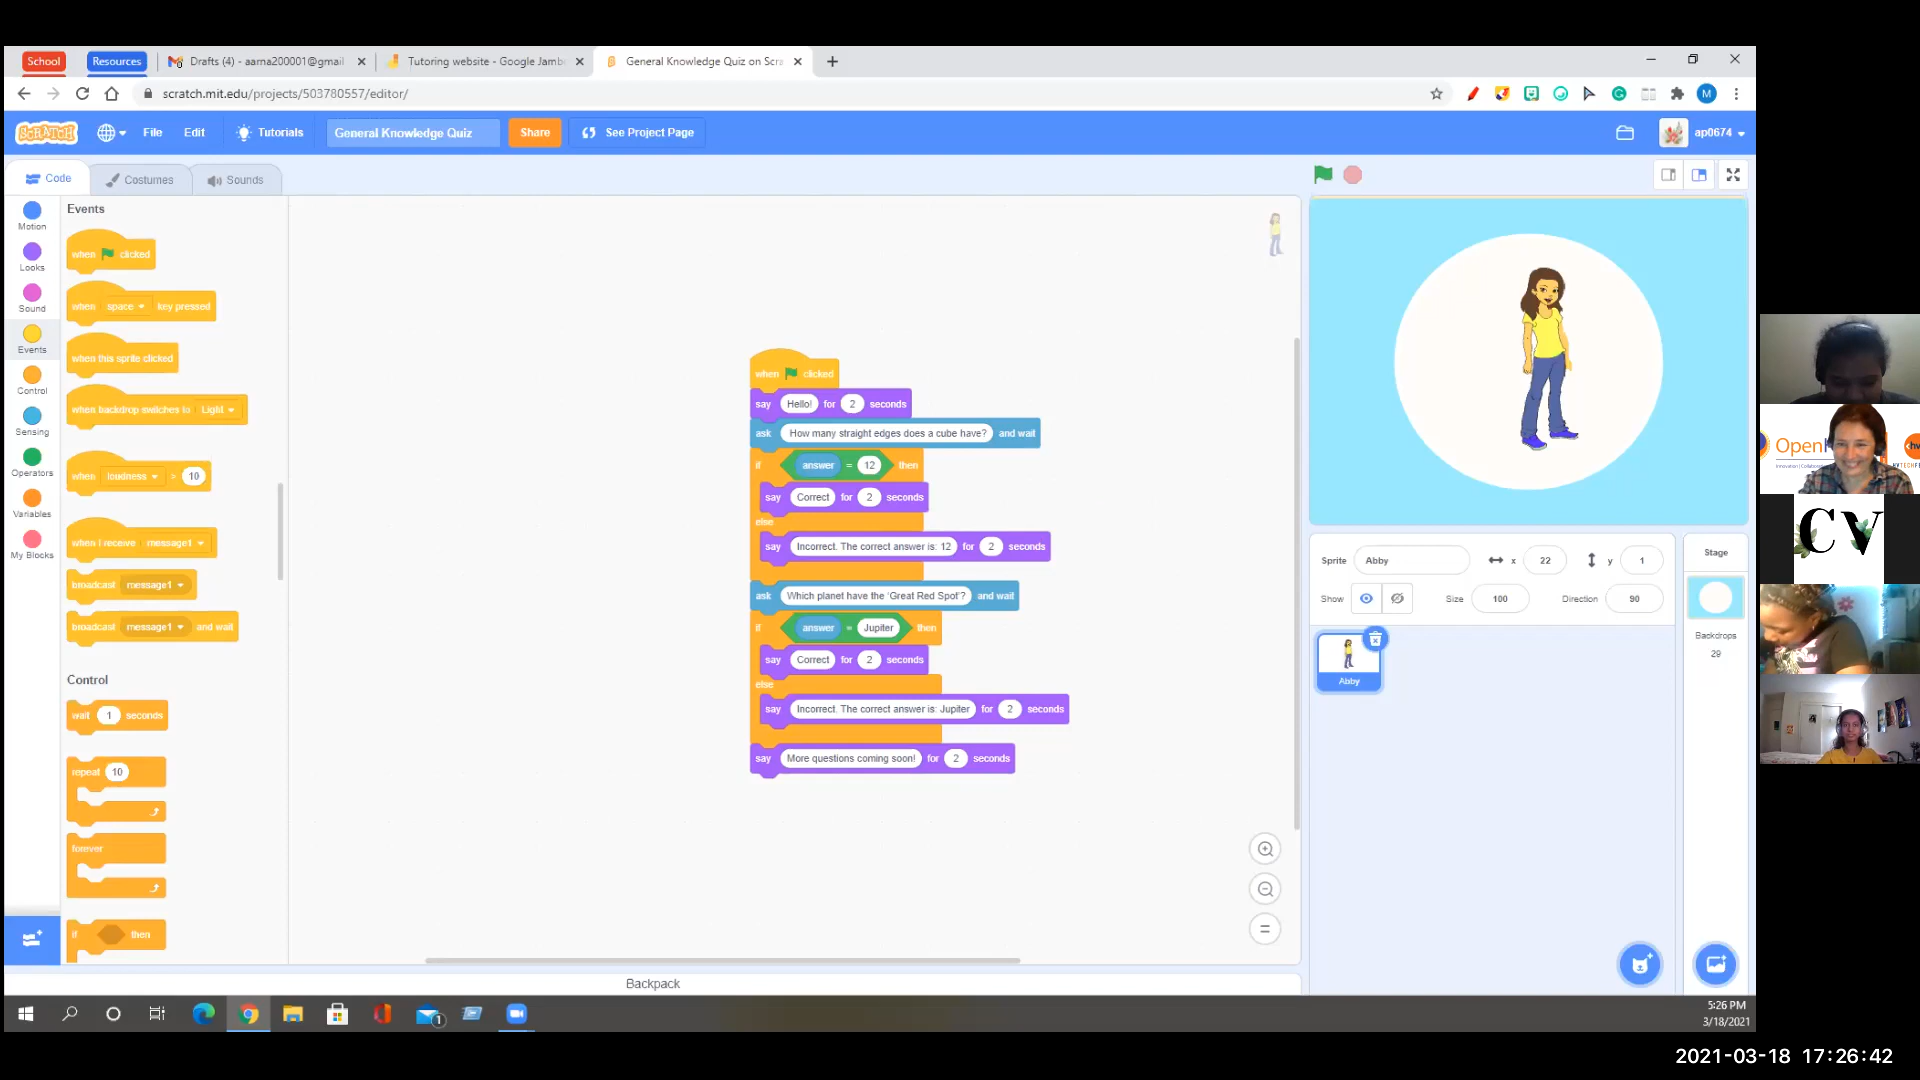 School Resources Drafts (4) - aarna200001@gmail Tutoring website - Google Jamb General Knowledge Quiz on Scra
scratch.mit.edu/projects/503780557/editor/ M
SCRATCH File Edit Tutorials General Knowledge Quiz Share See Project Page ap0674
Code Costumes Sounds
Motion
Looks
Sound
Events
Control
Sensing
Operators
Variables
My Blocks
Events
when clicked
when space key pressed
when this sprite clicked
when backdrop switches to Light
when loudness > 10
when I receive message1
broadcast message1
broadcast message1 and wait
Control
wait 1 seconds
repeat 10
forever
if then
when clicked
say Hello! for 2 seconds
ask How many straight edges does a cube have? and wait
if answer = 12 then
say Correct for 2 seconds
else
say Incorrect. The correct answer is: 12 for 2 seconds
ask Which planet have the 'Great Red Spot'? and wait
if answer = Jupiter then
say Correct for 2 seconds
else
say Incorrect. The correct answer is: Jupiter for 2 seconds
say More questions coming soon! for 2 seconds
Backpack
Sprite Abby x 22 y 1
Show Size 100 Direction 90
Abby
Stage
Backdrops
29
Open
CV
1
5:26 PM
3/18/2021
2021-03-18 17:26:42